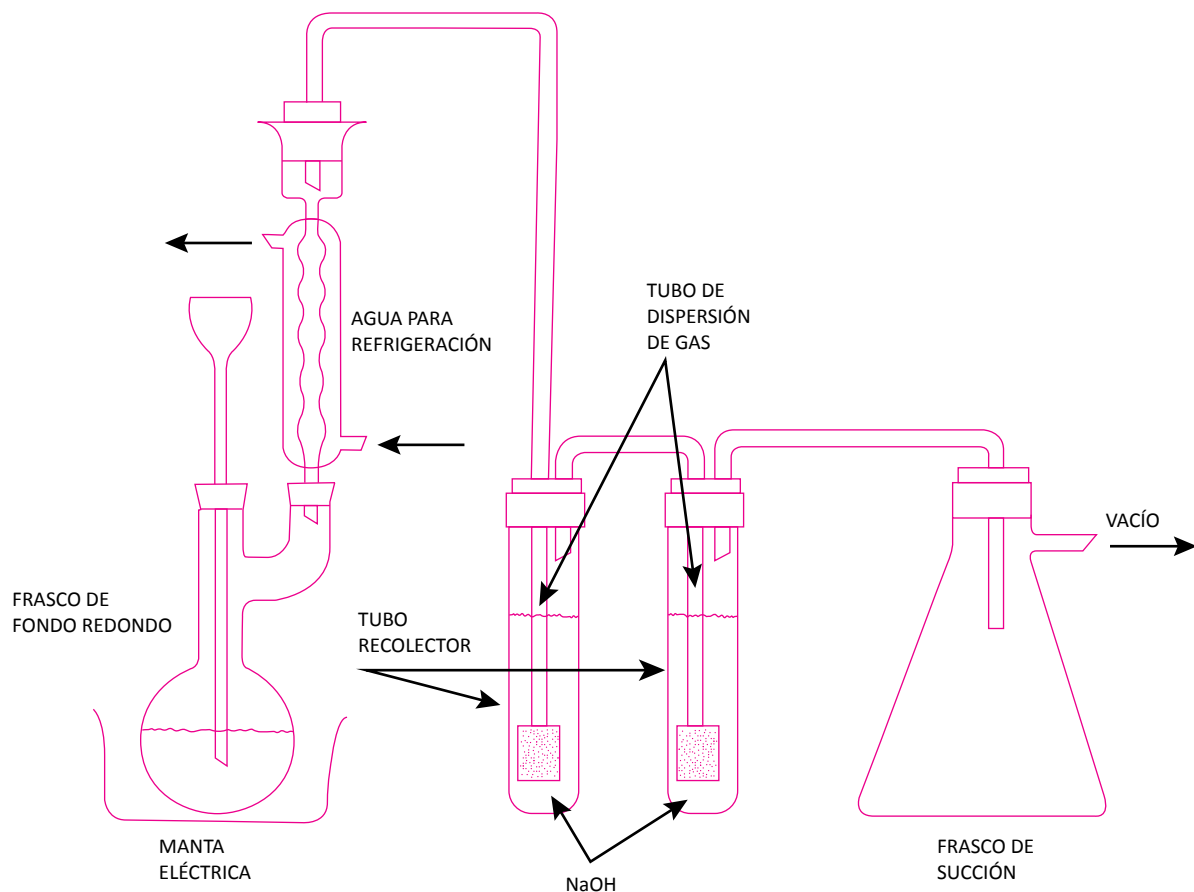 AGUA PARA
REFRIGERACIÓN
TUBO DE
DISPERSIÓN
DE GAS
VACÍO
FRASCO DE
FONDO REDONDO
TUBO
RECOLECTOR
MANTA
ELÉCTRICA
NaOH
FRASCO DE
SUCCIÓN